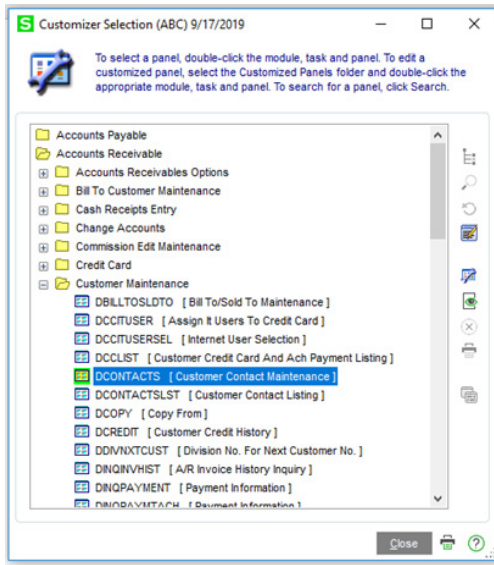 S Customizer Selection (ABC) 9/17/2019
To select a panel, double-click the module, task and panel. To edit a
customized panel, select the Customized Panels folder and double-click the
appropriate module, task and panel. To search for a panel, click Search.
Accounts Payable
Accounts Receivable
Accounts Receivables Options
Bill To Customer Maintenance
Cash Receipts Entry
Change Accounts
Commission Edit Maintenance
Credit Card
Customer Maintenance
DBILLTOSLDTO [ Bill To/Sold To Maintenance ]
DCCITUSER [ Assign It Users To Credit Card ]
DCCITUSERSEL [ Internet User Selection ]
DCCLIST [ Customer Credit Card And Ach Payment Listing ]
DCONTACTS [ Customer Contact Maintenance ]
DCONTACTSLST [ Customer Contact Listing ]
DCOPY [ Copy From ]
DCREDIT [ Customer Credit History ]
DDIVNXTCUST [ Division No. For Next Customer No. ]
DINQINVHIST [ A/R Invoice History Inquiry ]
DINQPAYMENT [ Payment Information ]
DINQPAYMTACH [ Payment Information ]
Close